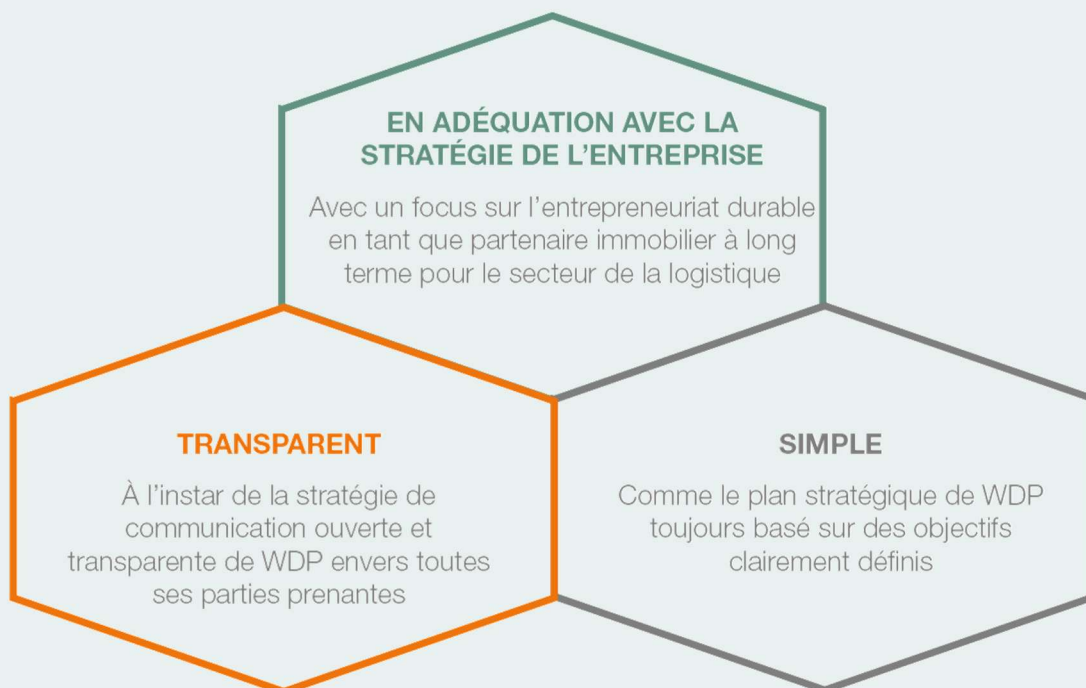 EN ADÉQUATION AVEC LA
STRATÉGIE DE L’ENTREPRISE
Avec un focus sur l’entrepreneuriat durable
en tant que partenaire immobilier à long
terme pour le secteur de la logistique
TRANSPARENT
À l’instar de la stratégie de
communication ouverte et
transparente de WDP envers toutes
ses parties prenantes
SIMPLE
Comme le plan stratégique de WDP
toujours basé sur des objectifs
clairement définis